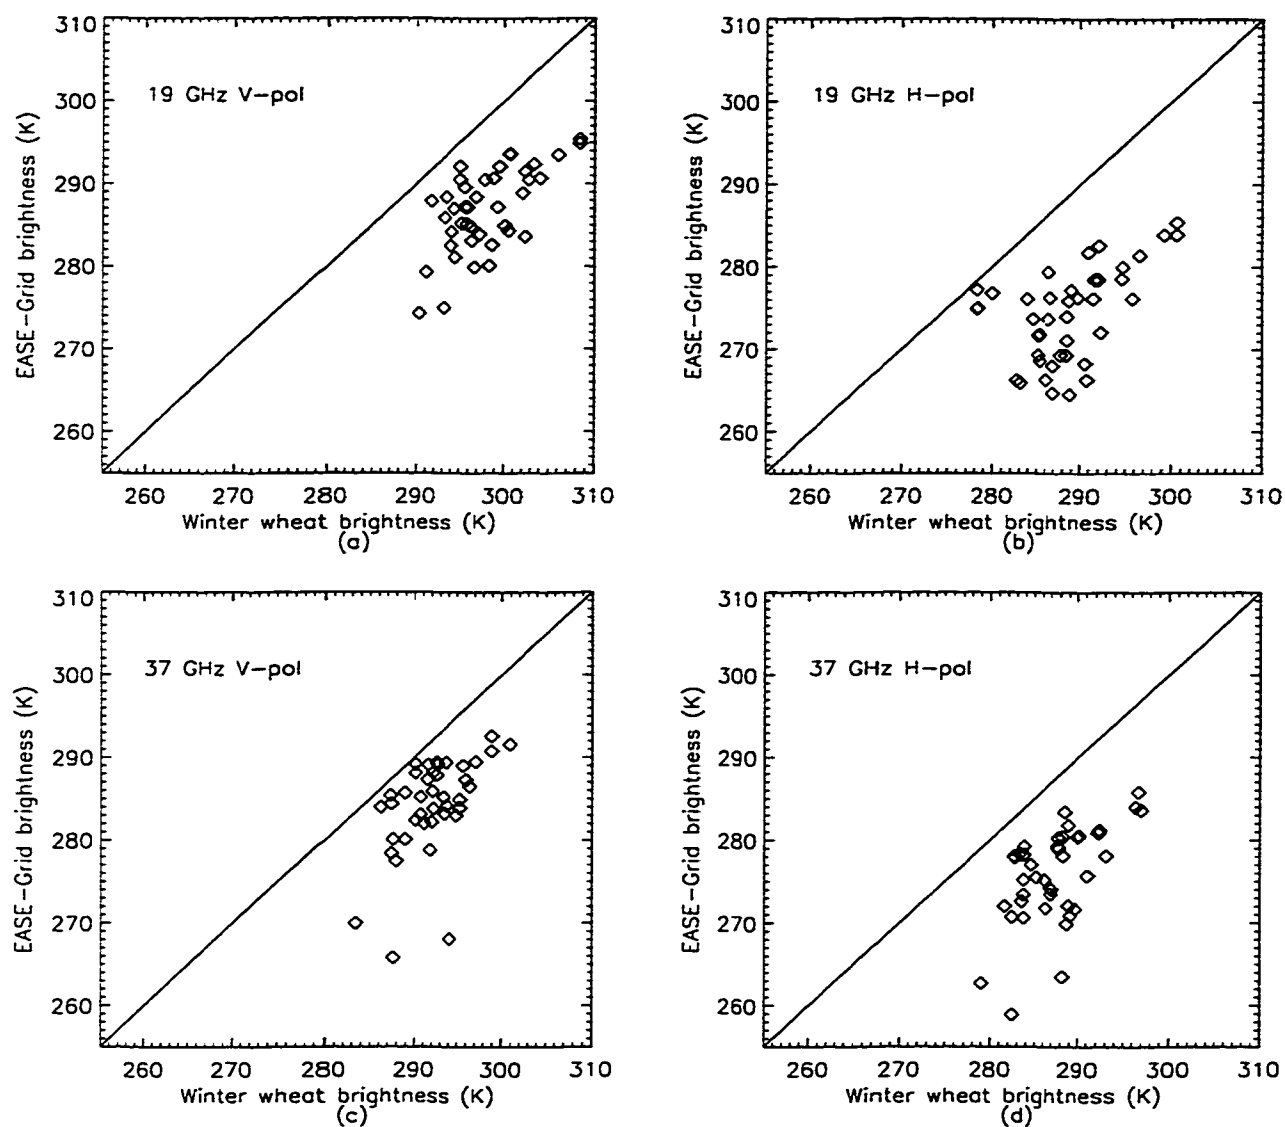 310
300
290
280
270
260
EASE-Grid brightness (K)
19 GHz V-pol
260 270 280 290 300 310
Winter wheat brightness (K)
(a)
310
300
290
280
270
260
EASE-Grid brightness (K)
19 GHz H-pol
260 270 280 290 300 310
Winter wheat brightness (K)
(b)
310
300
290
280
270
260
EASE-Grid brightness (K)
37 GHz V-pol
260 270 280 290 300 310
Winter wheat brightness (K)
(c)
310
300
290
280
270
260
EASE-Grid brightness (K)
37 GHz H-pol
260 270 280 290 300 310
Winter wheat brightness (K)
(d)